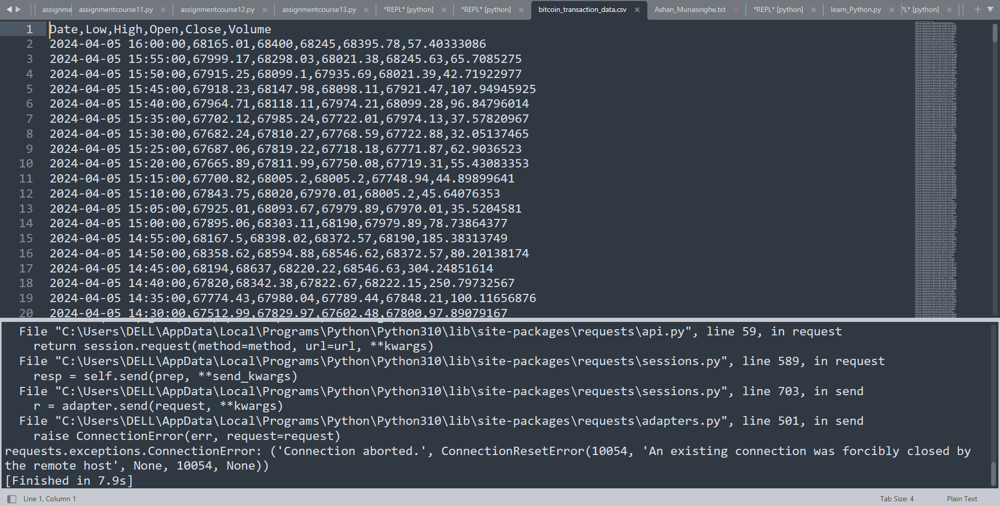 assignme assignmentcourse11.py assignmentcourse12.py assignmentcourse13.py *REPL* [python] *REPL* [python] bitcoin_transaction_data.csv Ashan_Munasinghe.txt *REPL* [python] learn_Python.py PL* [python]
1 Date,Low,High,Open,Close,Volume
2 2024-04-05 16:00:00,68165.01,68400,68245,68395.78,57.40333086
3 2024-04-05 15:55:00,67999.17,68298.03,68021.38,68245.63,65.7085275
4 2024-04-05 15:50:00,67915.25,68099.1,67935.69,68021.39,42.71922977
5 2024-04-05 15:45:00,67918.23,68147.98,68098.11,67921.47,107.94945925
6 2024-04-05 15:40:00,67964.71,68118.11,67974.21,68099.28,96.84796014
7 2024-04-05 15:35:00,67702.12,67985.24,67722.01,67974.13,37.57820967
8 2024-04-05 15:30:00,67682.24,67810.27,67768.59,67722.88,32.05137465
9 2024-04-05 15:25:00,67687.06,67819.22,67718.18,67771.87,62.9036523
10 2024-04-05 15:20:00,67665.89,67811.99,67750.08,67719.31,55.43083353
11 2024-04-05 15:15:00,67700.82,68005.2,68005.2,67748.94,44.89899641
12 2024-04-05 15:10:00,67843.75,68020,67970.01,68005.2,45.64076353
13 2024-04-05 15:05:00,67925.01,68093.67,67979.89,67970.01,35.5204581
14 2024-04-05 15:00:00,67895.06,68303.11,68190,67979.89,78.73864377
15 2024-04-05 14:55:00,68167.5,68398.02,68372.57,68190,185.38313749
16 2024-04-05 14:50:00,68358.62,68594.88,68546.62,68372.57,80.20138174
17 2024-04-05 14:45:00,68194,68637,68220.22,68546.63,304.24851614
18 2024-04-05 14:40:00,67820,68342.38,67822.67,68222.15,250.79732567
19 2024-04-05 14:35:00,67774.43,67980.04,67789.44,67848.21,100.11656876
20 2024-04-05 14:30:00,67512.99,67829.97,67602.48,67800,97.89079167
File "C:\Users\DELL\AppData\Local\Programs\Python\Python310\lib\site-packages\requests\api.py", line 59, in request
return session.request(method=method, url=url, **kwargs)
File "C:\Users\DELL\AppData\Local\Programs\Python\Python310\lib\site-packages\requests\sessions.py", line 589, in request
resp = self.send(prep, **send_kwargs)
File "C:\Users\DELL\AppData\Local\Programs\Python\Python310\lib\site-packages\requests\sessions.py", line 703, in send
r = adapter.send(request, **kwargs)
File "C:\Users\DELL\AppData\Local\Programs\Python\Python310\lib\site-packages\requests\adapters.py", line 501, in send
raise ConnectionError(err, request=request)
requests.exceptions.ConnectionError: ('Connection aborted.', ConnectionResetError(10054, 'An existing connection was forcibly closed by
the remote host', None, 10054, None))
[Finished in 7.9s]
Line 1, Column 1 Tab Size: 4 Plain Text